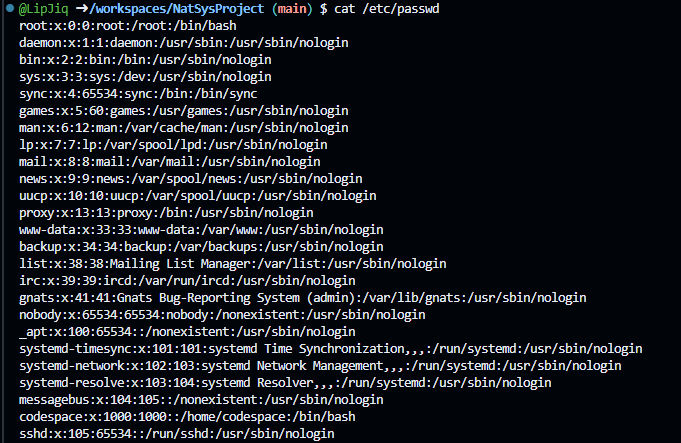 @LipJiq ➜/workspaces/NatSysProject (main) $ cat /etc/passwd
root:x:0:0:root:/root:/bin/bash
daemon:x:1:1:daemon:/usr/sbin:/usr/sbin/nologin
bin:x:2:2:bin:/bin:/usr/sbin/nologin
sys:x:3:3:sys:/dev:/usr/sbin/nologin
sync:x:4:65534:sync:/bin:/bin/sync
games:x:5:60:games:/usr/games:/usr/sbin/nologin
man:x:6:12:man:/var/cache/man:/usr/sbin/nologin
lp:x:7:7:lp:/var/spool/lpd:/usr/sbin/nologin
mail:x:8:8:mail:/var/mail:/usr/sbin/nologin
news:x:9:9:news:/var/spool/news:/usr/sbin/nologin
uucp:x:10:10:uucp:/var/spool/uucp:/usr/sbin/nologin
proxy:x:13:13:proxy:/bin:/usr/sbin/nologin
www-data:x:33:33:www-data:/var/www:/usr/sbin/nologin
backup:x:34:34:backup:/var/backups:/usr/sbin/nologin
list:x:38:38:Mailing List Manager:/var/list:/usr/sbin/nologin
irc:x:39:39:ircd:/var/run/ircd:/usr/sbin/nologin
gnats:x:41:41:Gnats Bug-Reporting System (admin):/var/lib/gnats:/usr/sbin/nologin
nobody:x:65534:65534:nobody:/nonexistent:/usr/sbin/nologin
_apt:x:100:65534::/nonexistent:/usr/sbin/nologin
systemd-timesync:x:101:101:systemd Time Synchronization,,,:/run/systemd:/usr/sbin/nologin
systemd-network:x:102:103:systemd Network Management,,,:/run/systemd:/usr/sbin/nologin
systemd-resolve:x:103:104:systemd Resolver,,,:/run/systemd:/usr/sbin/nologin
messagebus:x:104:105::/nonexistent:/usr/sbin/nologin
codespace:x:1000:1000::/home/codespace:/bin/bash
sshd:x:105:65534::/run/sshd:/usr/sbin/nologin